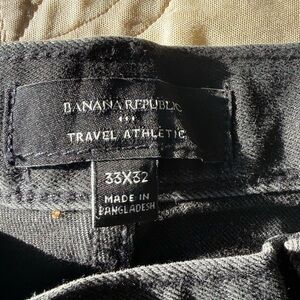 BANANA REPUBLIC
TRAVEL ATHLETIC
33X32
MADE IN
BANGLADESH